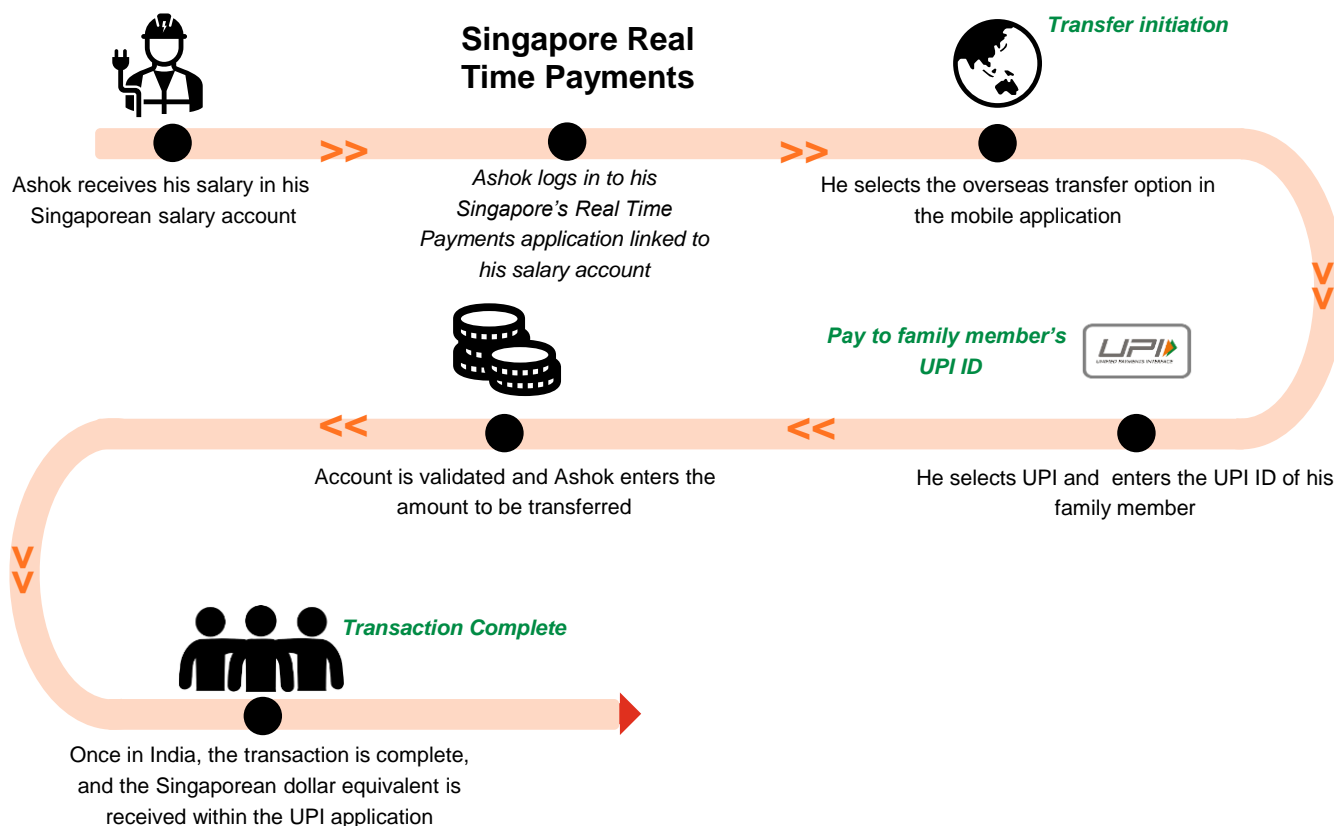 Singapore Real
Time Payments
Transfer initiation
>>
>>
Ashok receives his salary in his
Singaporean salary account
Ashok logs in to his
Singapore's Real Time
Payments application linked to
his salary account
He selects the overseas transfer option in
the mobile application
>>
Pay to family member's
UPI ID
UPI
UNIFIED PAYMENTS INTERFACE
<<
<<
He selects UPI and  enters the UPI ID of his
family member
Account is validated and Ashok enters the
amount to be transferred
>>
Transaction Complete
Once in India, the transaction is complete,
and the Singaporean dollar equivalent is
received within the UPI application